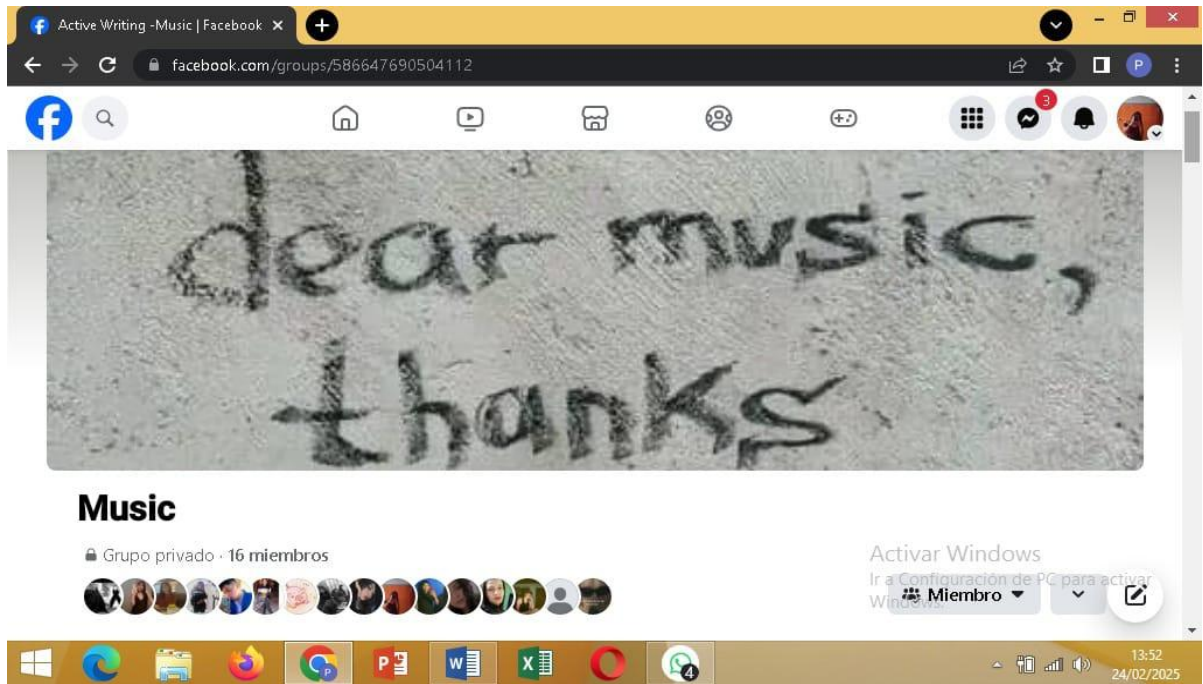 Active Writing -Music | Facebook
facebook.com/groups/586647690504112
P
3
dear music,
thanks
Music
Grupo privado · 16 miembros
Activar Windows
Ir a Configuración de PC para activar
Windows.
Miembro
4
13:52
24/02/2025